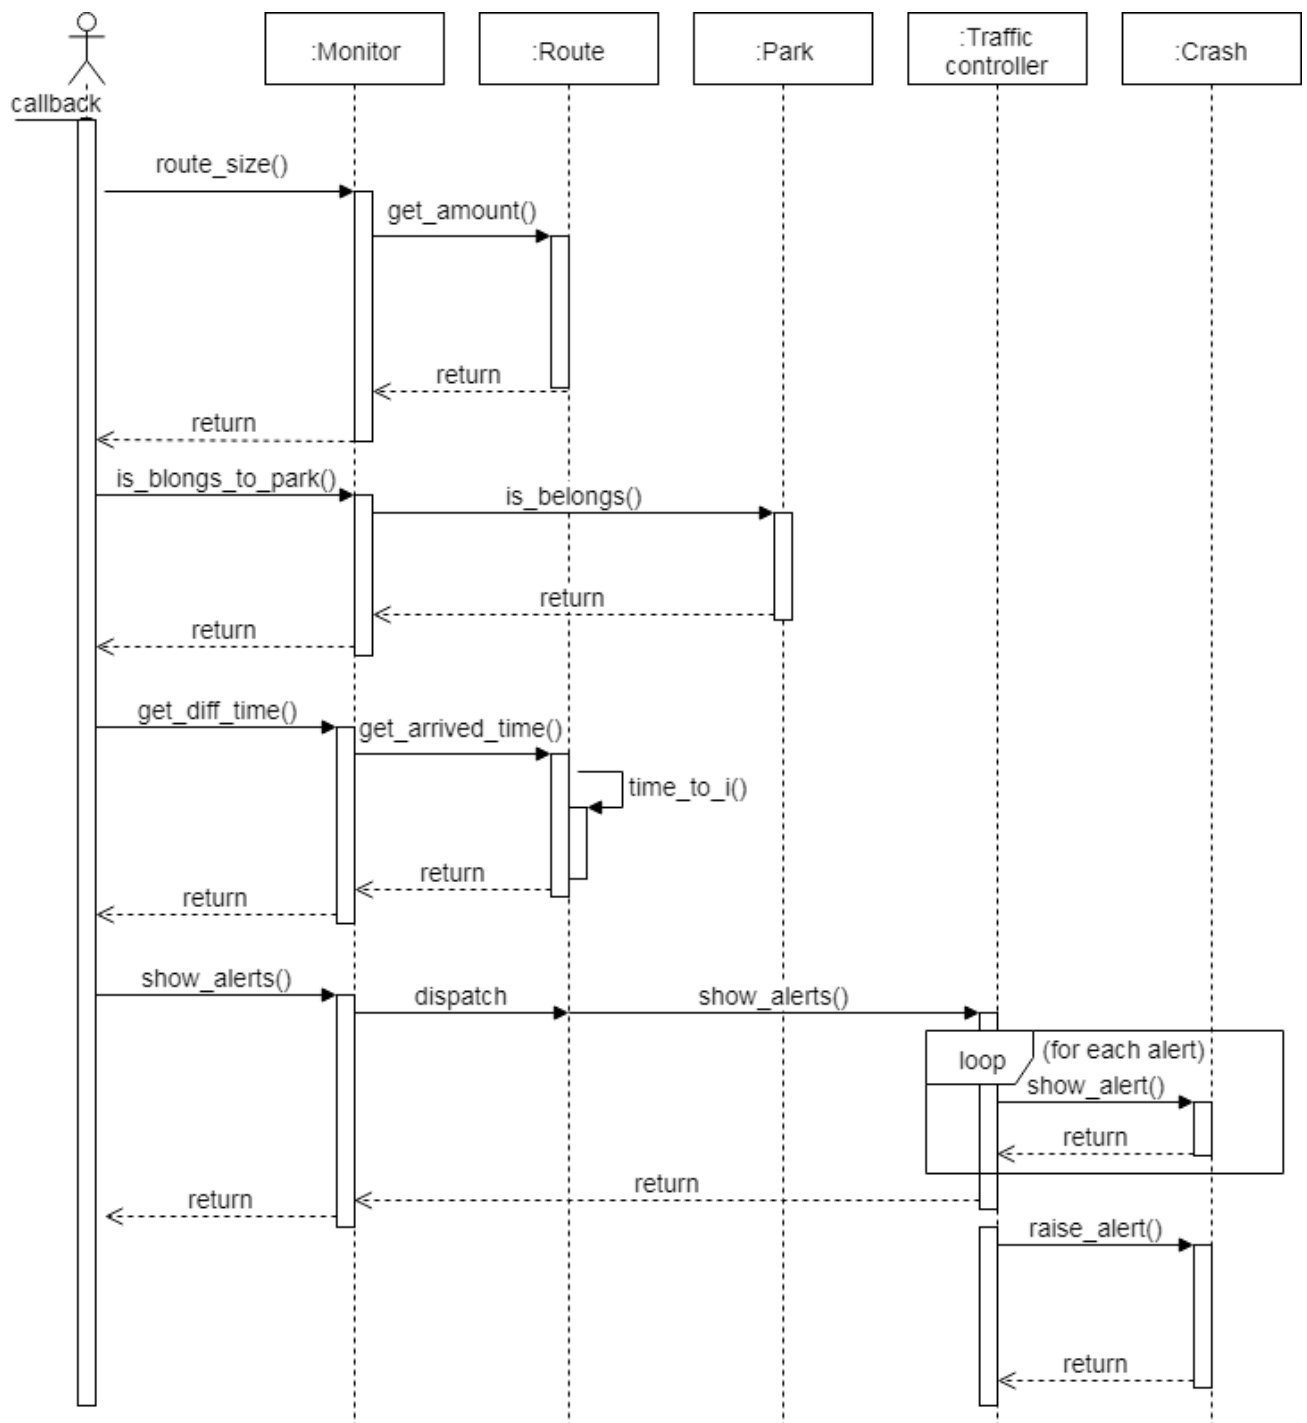 :Monitor
:Route
:Park
:Traffic
controller
:Crash
callback
route_size()
get_amount()
return
return
is_blongs_to_park()
is_belongs()
return
return
get_diff_time()
get_arrived_time()
time_to_i()
return
return
show_alerts()
dispatch
show_alerts()
loop
(for each alert)
show_alert()
return
return
return
raise_alert()
return